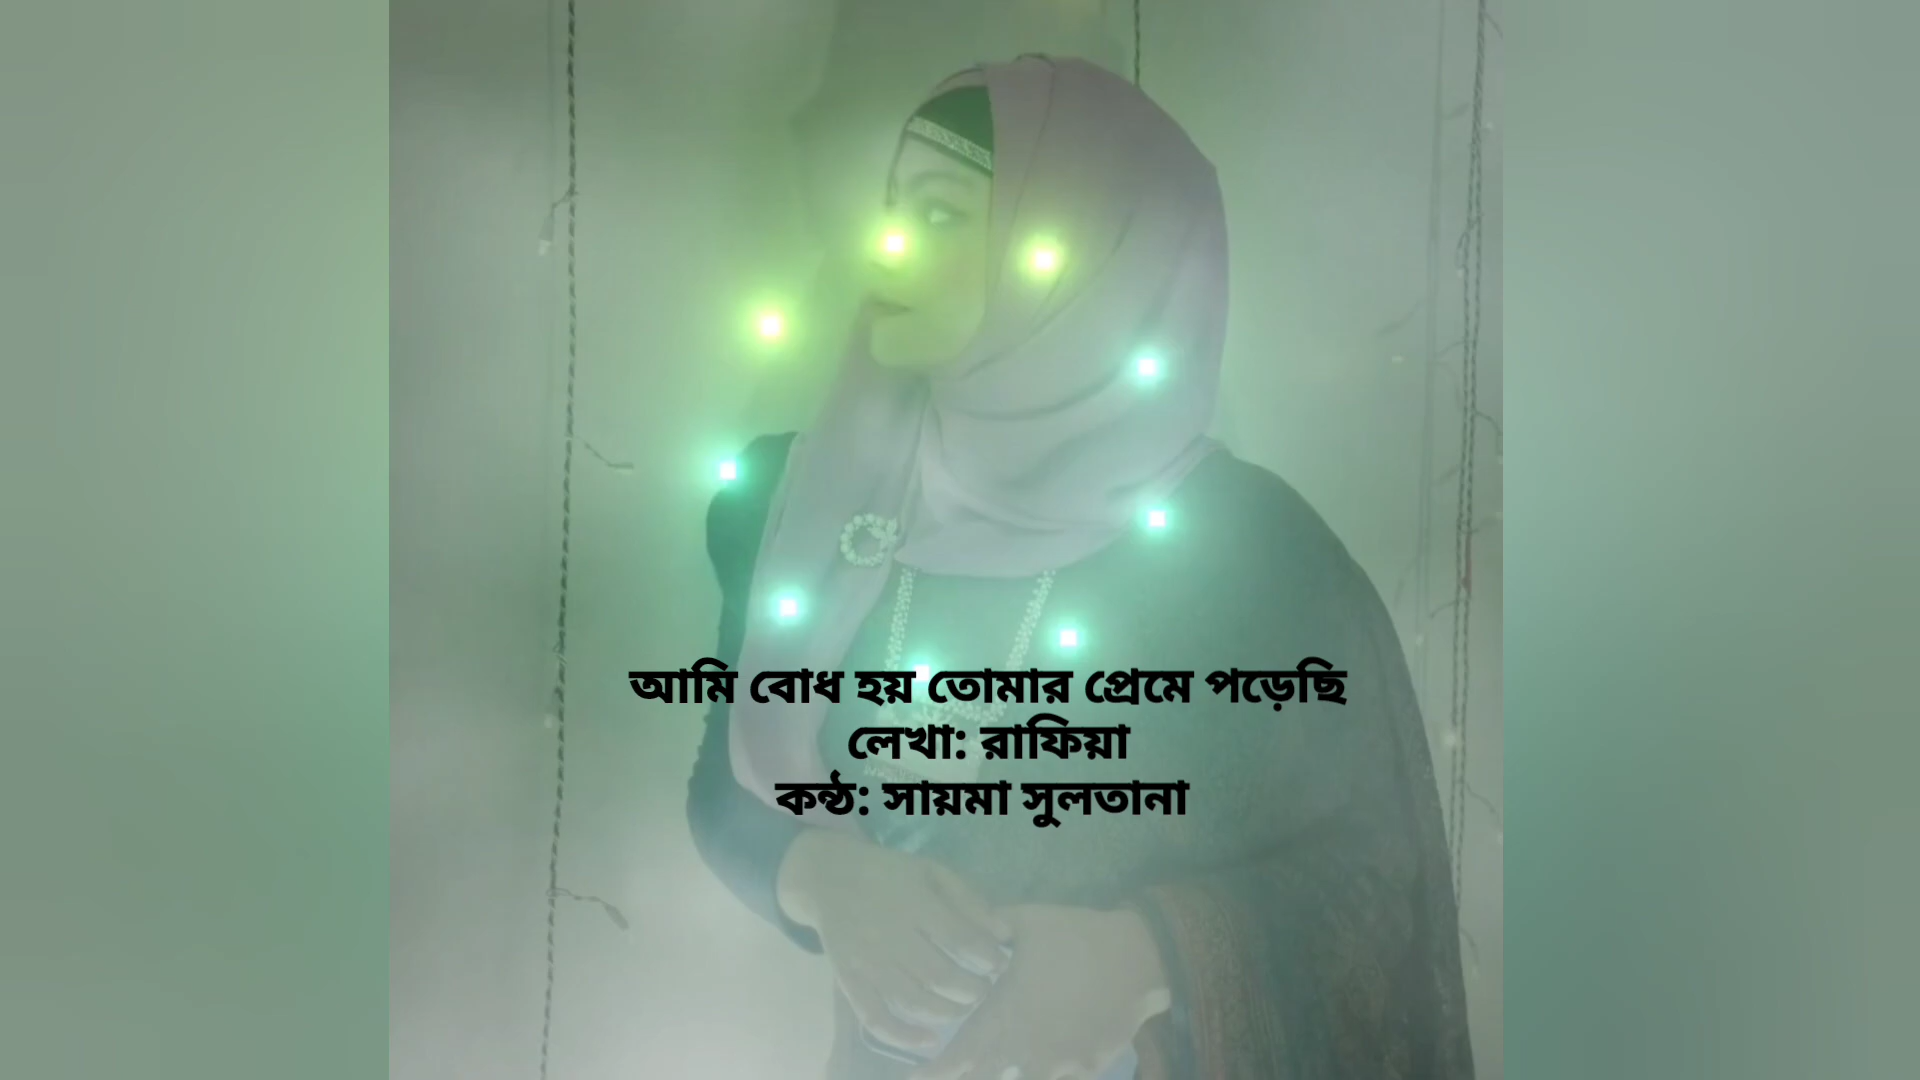 আমি বোধ হয় তোমার প্রেমে পড়েছি
লেখা: রাফিয়া
কন্ঠ: সায়মা সুলতানা